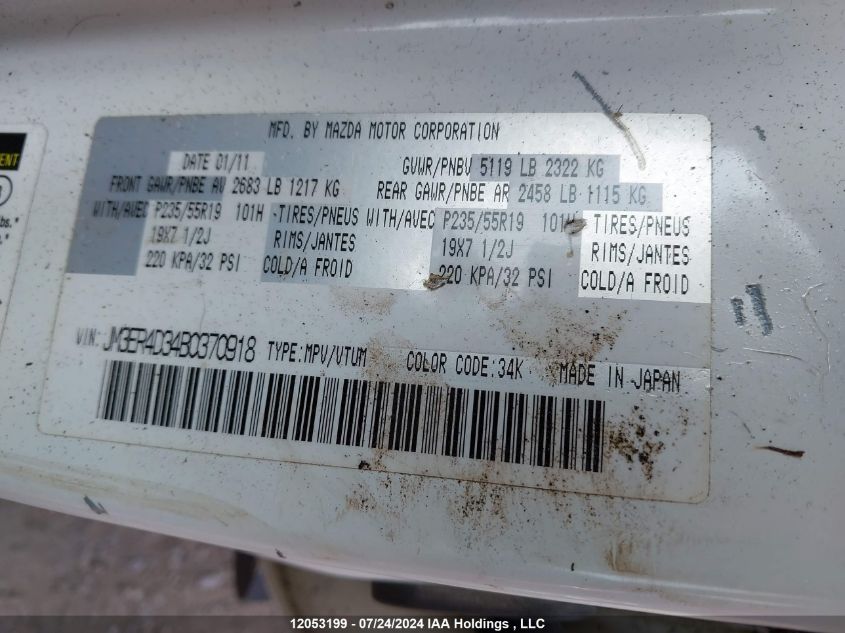 MFD. BY MAZDA MOTOR CORPORATION
DATE 01/11 GVWR/PNBV 5119 LB 2322 KG
FRONT GAWR/PNBE AV 2683 LB 1217 KG REAR GAWR/PNBE AR 2458 LB 1115 KG
WITH/AVEC P235/55R19 101H TIRES/PNEUS WITH/AVEC P235/55R19 101H TIRES/PNEUS
19X7 1/2J RIMS/JANTES 19X7 1/2J RIMS/JANTES
220 KPA/32 PSI COLD/A FROID 220 KPA/32 PSI COLD/A FROID
VIN: JM3ER4D34B0370918 TYPE:MPV/VTUM COLOR CODE:34K MADE IN JAPAN
12053199 - 07/24/2024 IAA Holdings , LLC